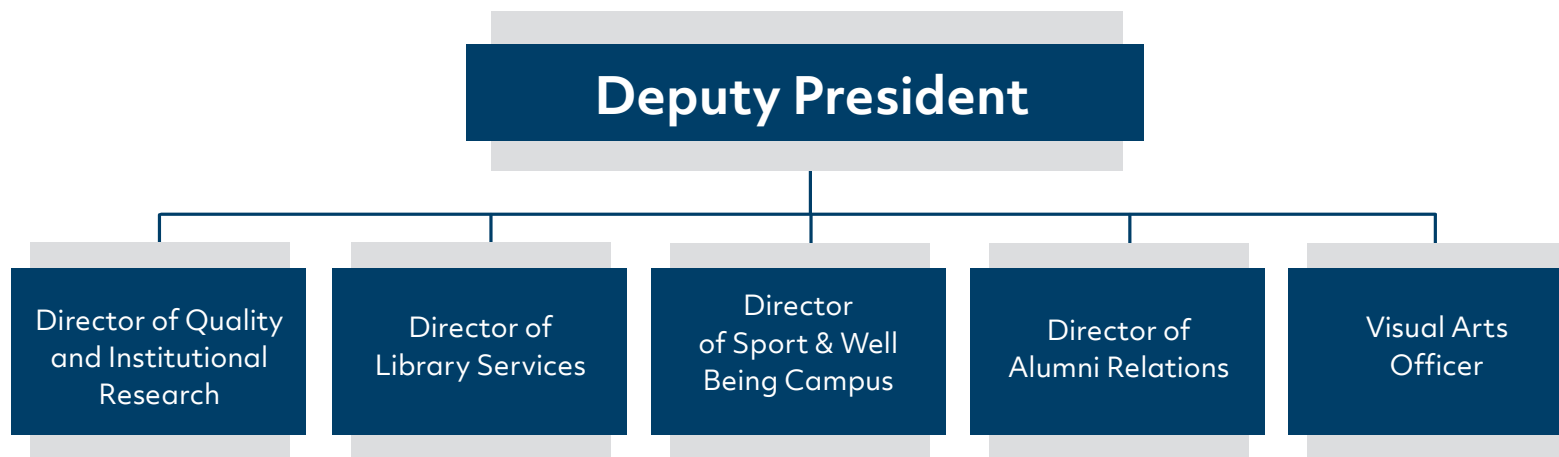 Deputy President
Director of Quality
and Institutional
Research
Director of
Library Services
Director
of Sport & Well
Being Campus
Director of
Alumni Relations
Visual Arts
Officer